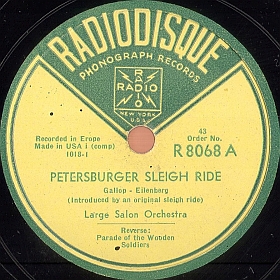 RADIODISQUE
PHONOGRAPH RECORDS
RADIO
RADIO
NEW YORK
U.S.A.
Recorded in Erope
Made in USA i (comp)
1018-1
43
Order No.
R 8068 A
PETERSBURGER SLEIGH RIDE
Gallop - Eilenberg
(Introduced by an original sleigh ride)
Large Salon Orchestra
Reverse:
Parade of the Wooden
Soldiers